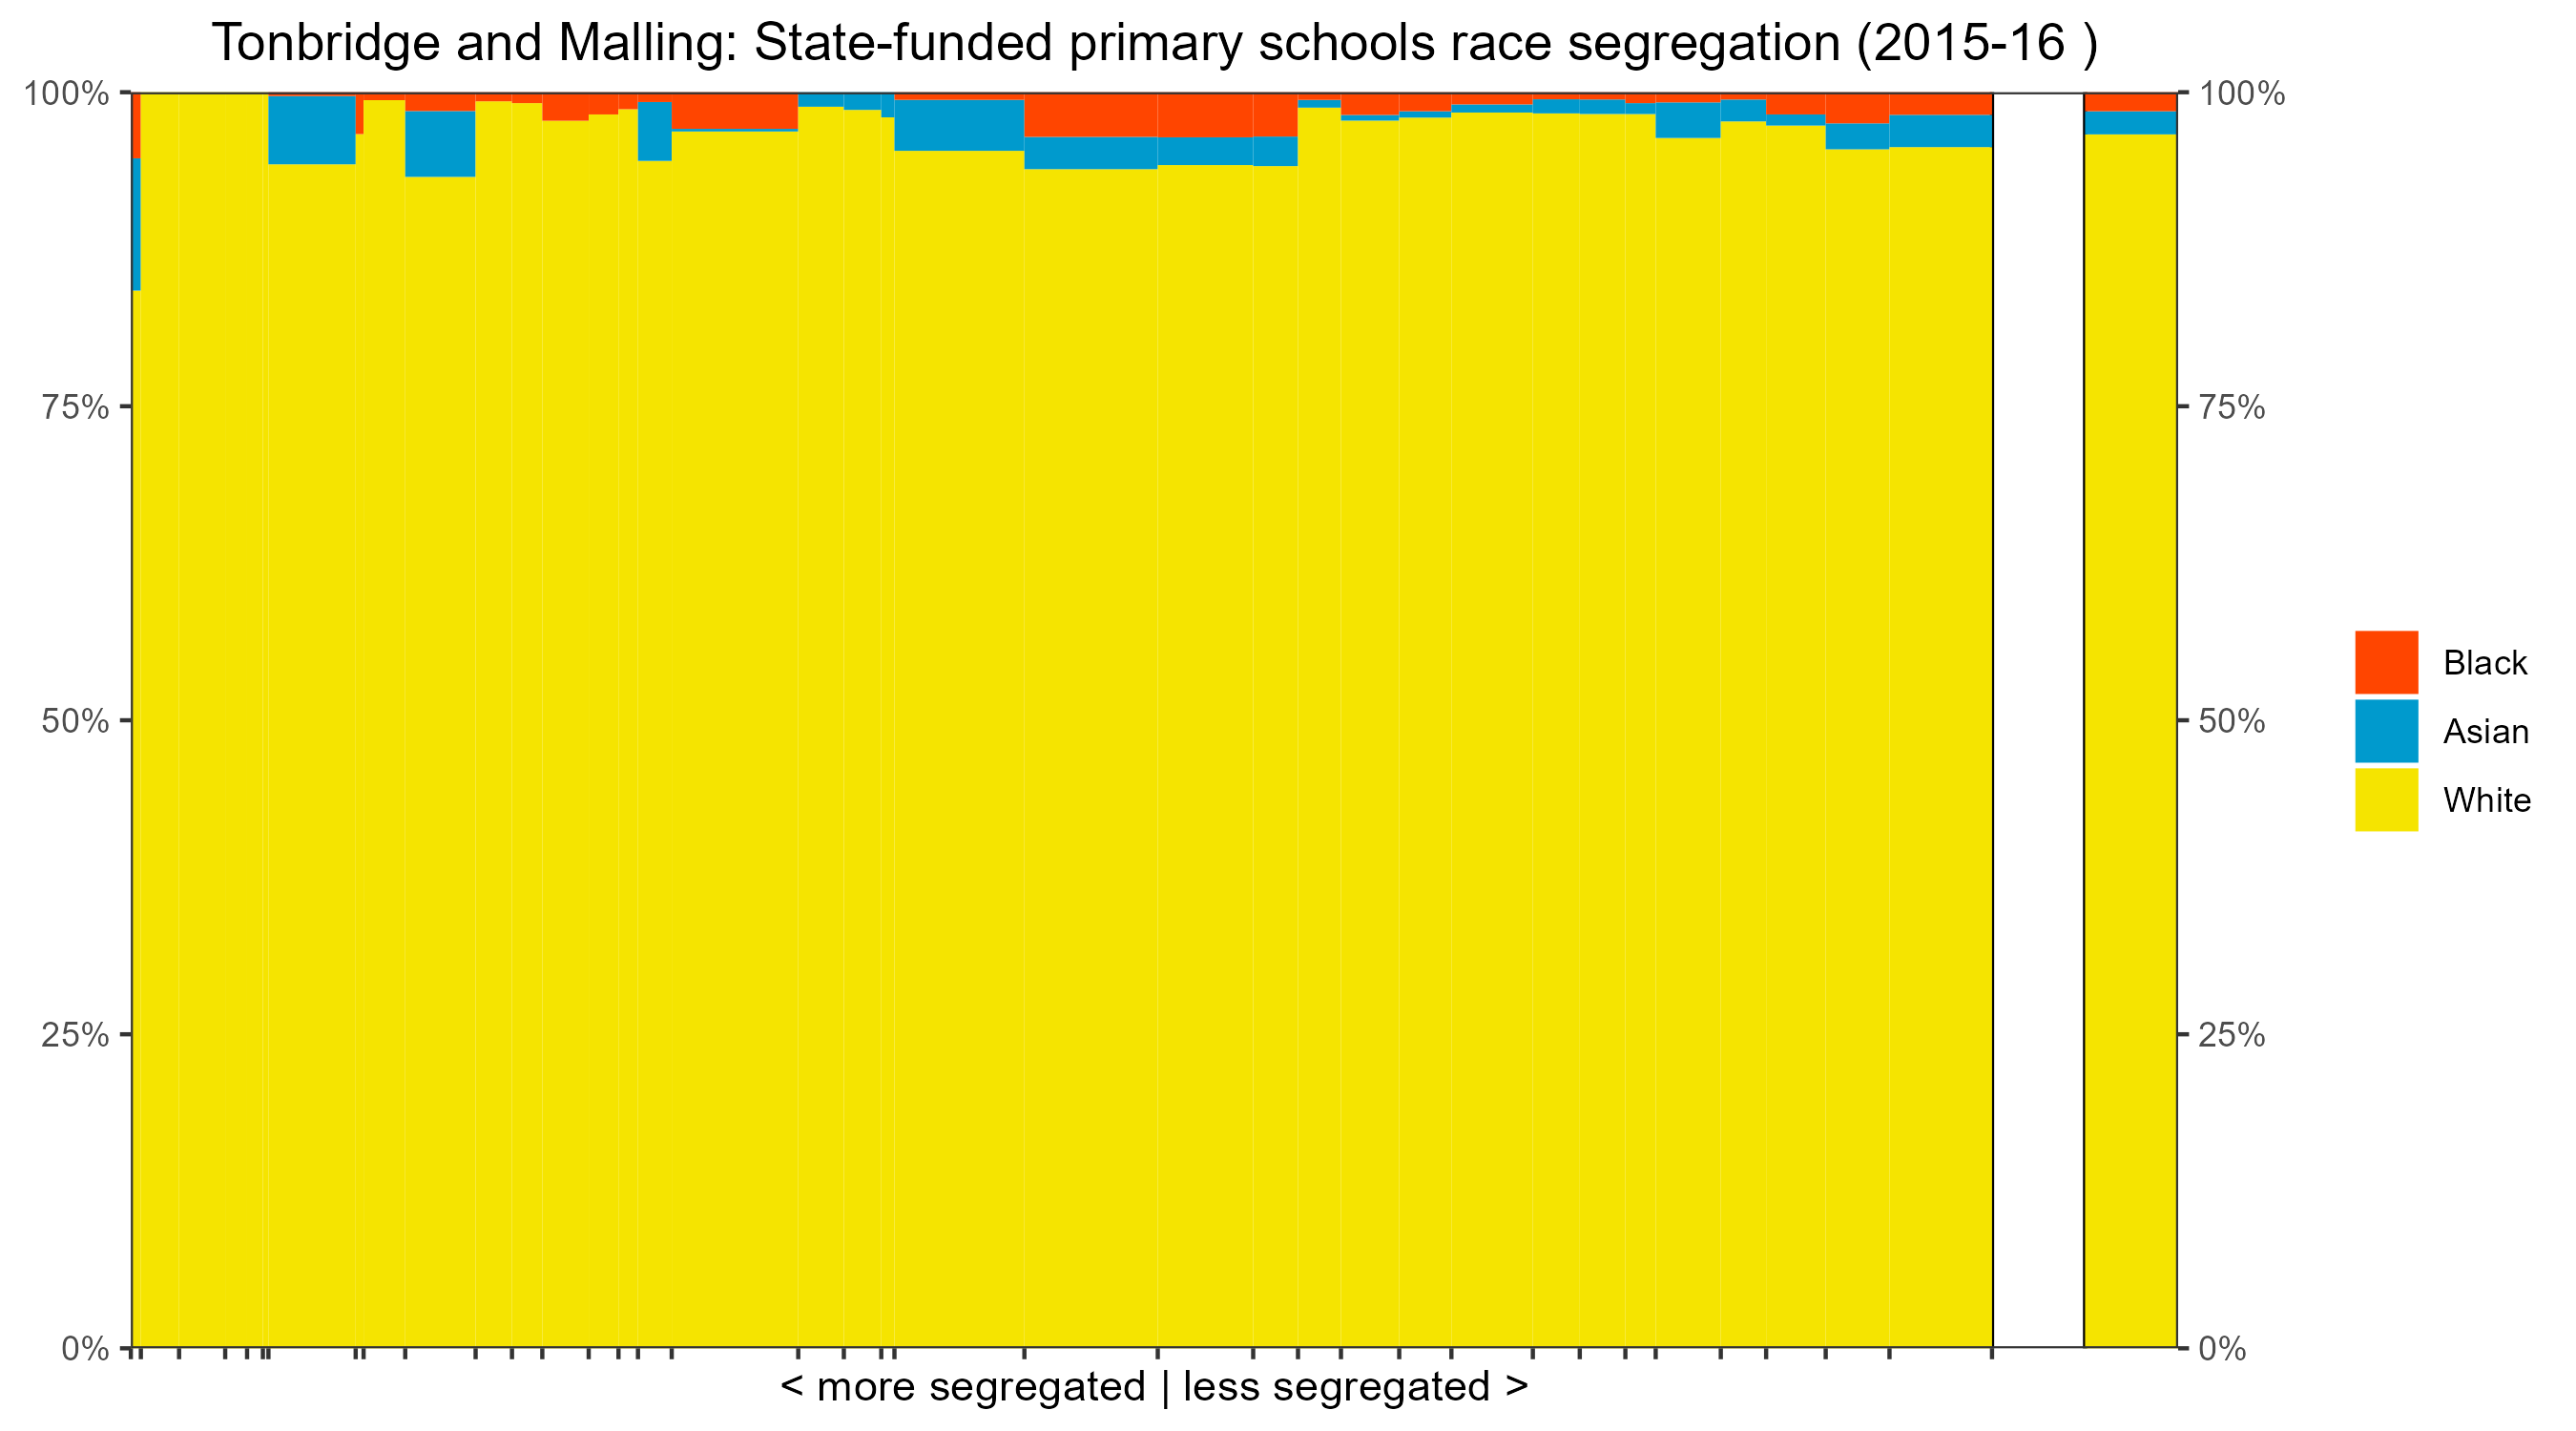 Tonbridge and Malling: State-funded primary schools race segregation (2015-16 )
100%
75%
50%
25%
0%
100%
75%
50%
25%
0%
Black
Asian
White
< more segregated | less segregated >